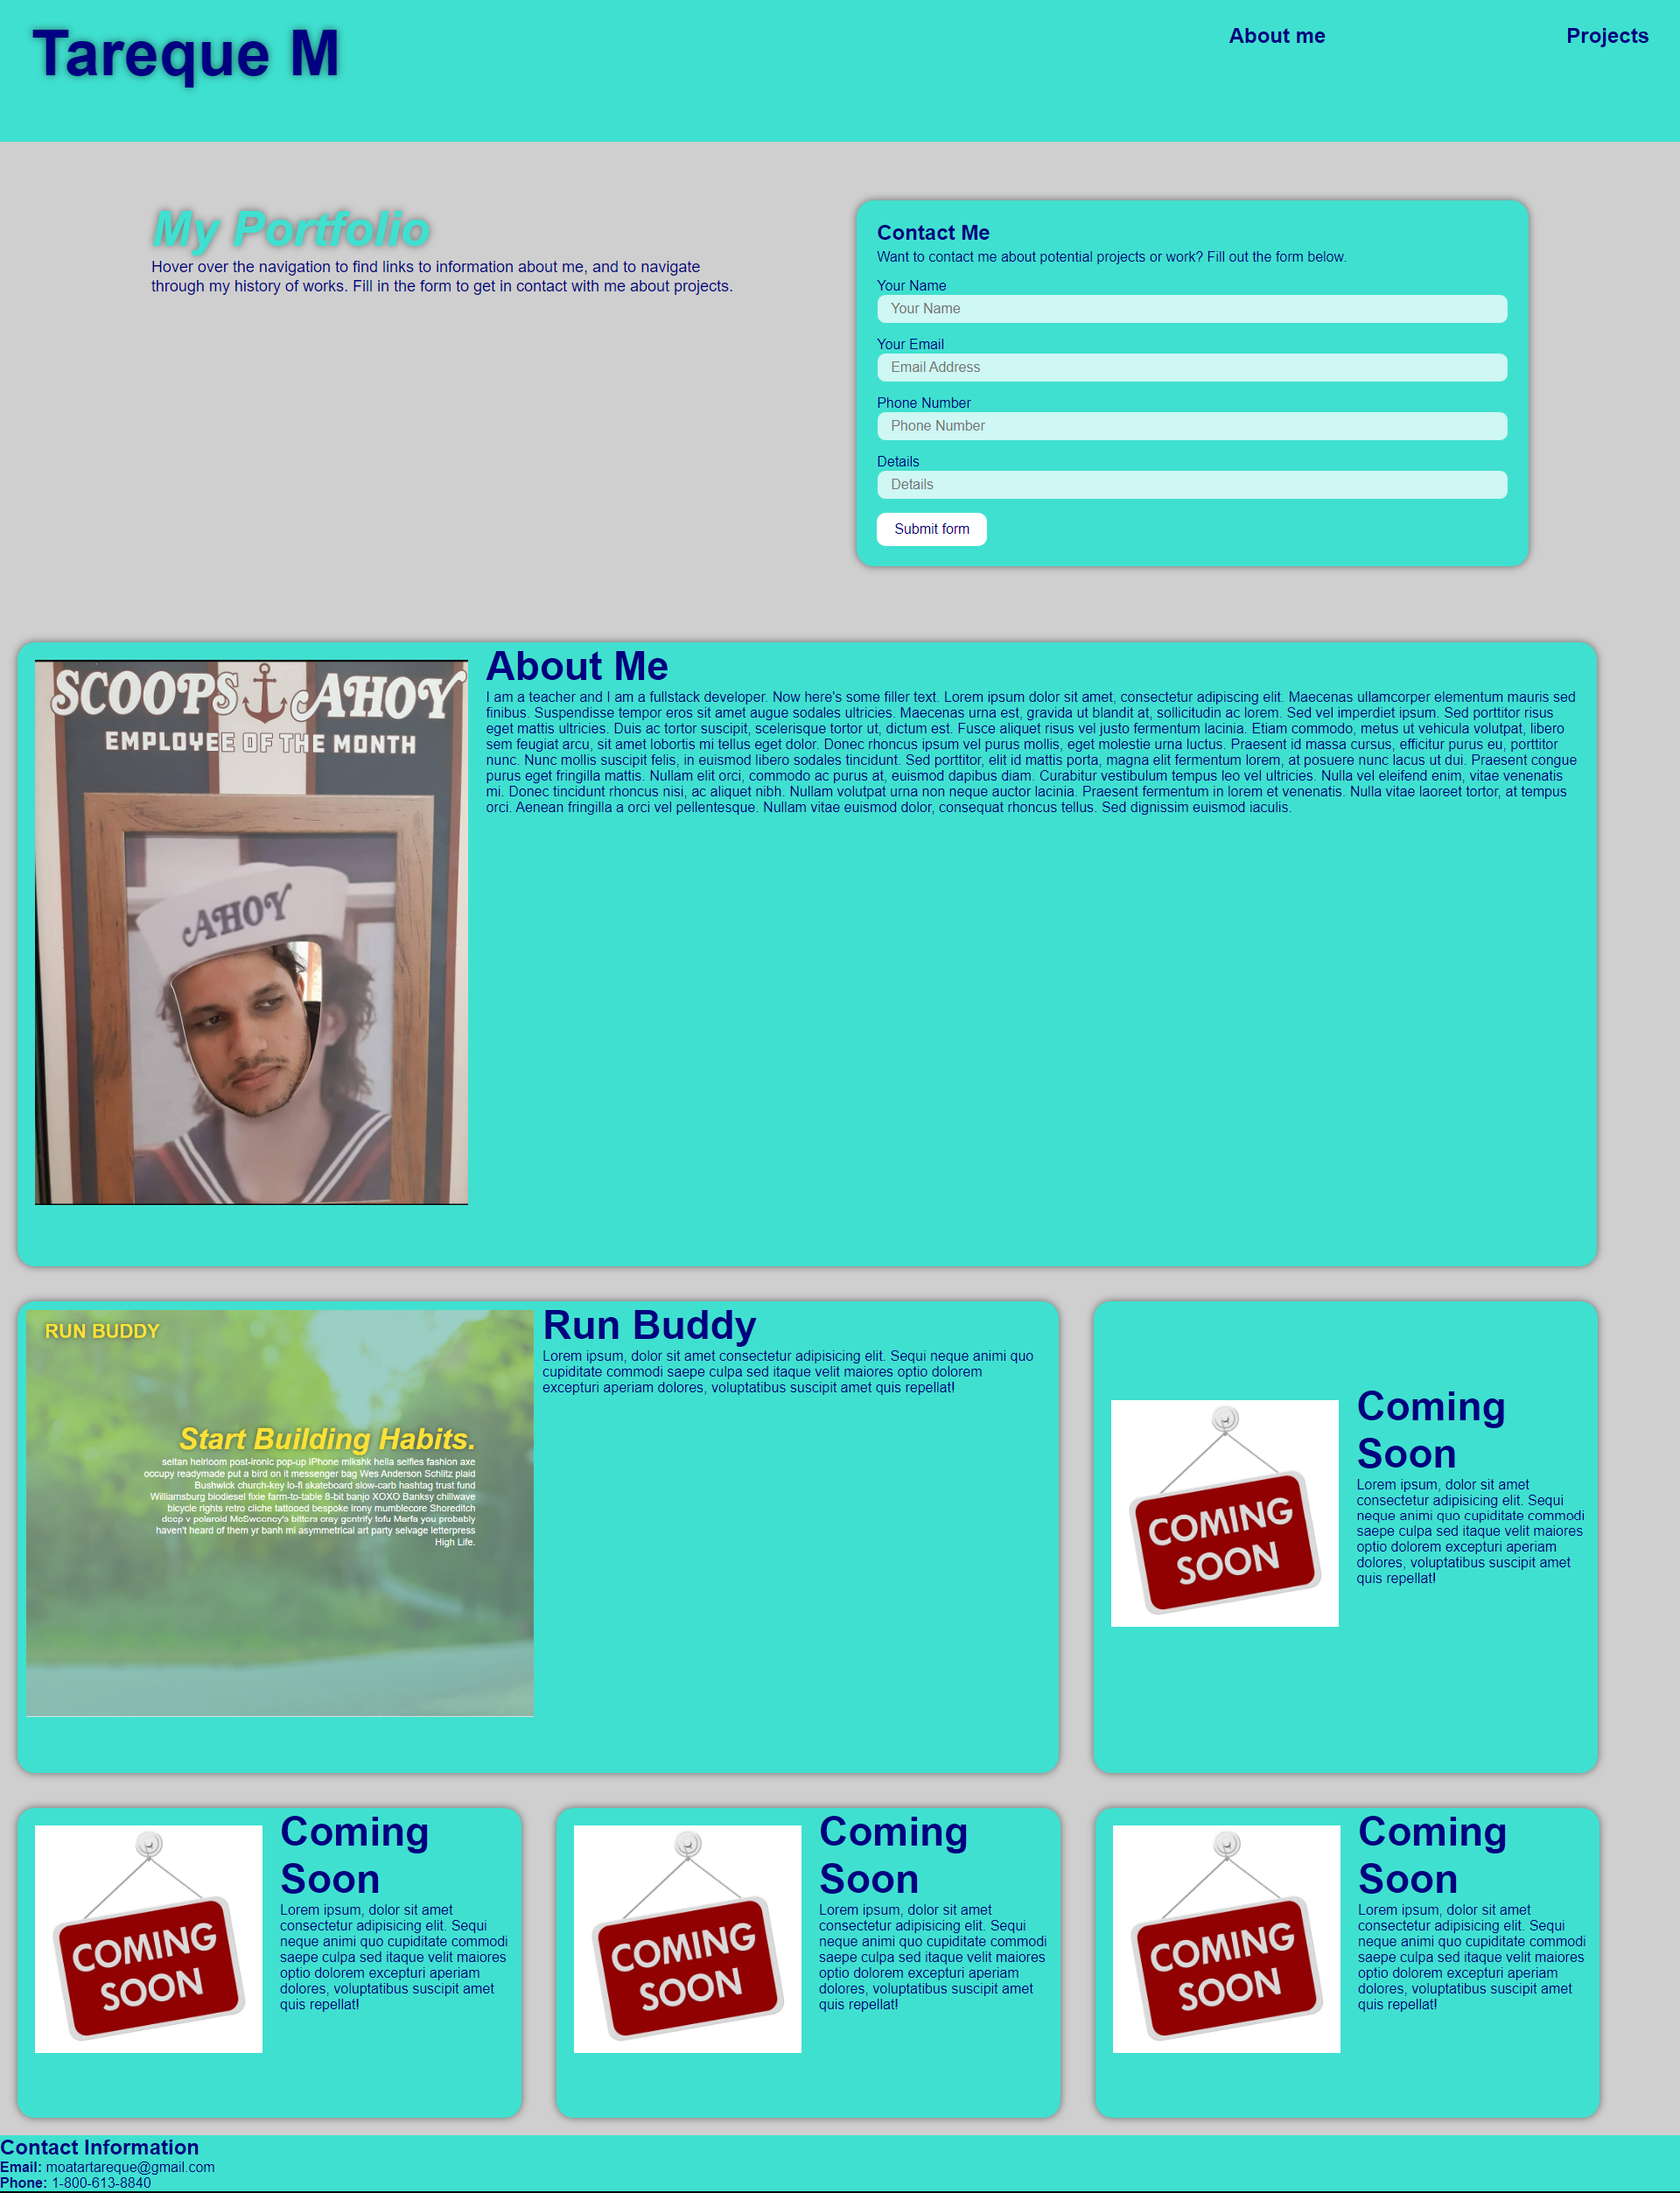 Tareque M
About me
Projects
My Portfolio
Hover over the navigation to find links to information about me, and to navigate
through my history of works. Fill in the form to get in contact with me about projects.
Contact Me
Want to contact me about potential projects or work? Fill out the form below.
Your Name
Your Name
Your Email
Email Address
Phone Number
Phone Number
Details
Details
Submit form
SCOOPS AHOY
EMPLOYEE OF THE MONTH
AHOY
About Me
I am a teacher and I am a fullstack developer. Now here's some filler text. Lorem ipsum dolor sit amet, consectetur adipiscing elit. Maecenas ullamcorper elementum mauris sed
finibus. Suspendisse tempor eros sit amet augue sodales ultricies. Maecenas urna est, gravida ut blandit at, sollicitudin ac lorem. Sed vel imperdiet ipsum. Sed porttitor risus
eget mattis ultricies. Duis ac tortor suscipit, scelerisque tortor ut, dictum est. Fusce aliquet risus vel justo fermentum lacinia. Etiam commodo, metus ut vehicula volutpat, libero
sem feugiat arcu, sit amet lobortis mi tellus eget dolor. Donec rhoncus ipsum vel purus mollis, eget molestie urna luctus. Praesent id massa cursus, efficitur purus eu, porttitor
nunc. Nunc mollis suscipit felis, in euismod libero sodales tincidunt. Sed porttitor, elit id mattis porta, magna elit fermentum lorem, at posuere nunc lacus ut dui. Praesent congue
purus eget fringilla mattis. Nullam elit orci, commodo ac purus at, euismod dapibus diam. Curabitur vestibulum tempus leo vel ultricies. Nulla vel eleifend enim, vitae venenatis
mi. Donec tincidunt rhoncus nisi, ac aliquet nibh. Nullam volutpat urna non neque auctor lacinia. Praesent fermentum in lorem et venenatis. Nulla vitae laoreet tortor, at tempus
orci. Aenean fringilla a orci vel pellentesque. Nullam vitae euismod dolor, consequat rhoncus tellus. Sed dignissim euismod iaculis.
RUN BUDDY
Start Building Habits.
seitan heirloom post-ironic pop-up iPhone mlkshk hella selfies fashion axe
occupy readymade put a bird on it messenger bag Wes Anderson Schlitz plaid
Bushwick church-key lo-fi skateboard slow-carb hashtag trust fund
Williamsburg biodiesel fixie farm-to-table 8-bit banjo XOXO Banksy chillwave
bicycle rights retro cliche tattooed bespoke irony mumblecore Shoreditch
deep v polaroid McSweeney's bitters cray gentrify tofu Marfa you probably
haven't heard of them yr banh mi asymmetrical art party selvage letterpress
High Life.
Run Buddy
Lorem ipsum, dolor sit amet consectetur adipisicing elit. Sequi neque animi quo
cupiditate commodi saepe culpa sed itaque velit maiores optio dolorem
excepturi aperiam dolores, voluptatibus suscipit amet quis repellat!
COMING
SOON
Coming
Soon
Lorem ipsum, dolor sit amet
consectetur adipisicing elit. Sequi
neque animi quo cupiditate commodi
saepe culpa sed itaque velit maiores
optio dolorem excepturi aperiam
dolores, voluptatibus suscipit amet
quis repellat!
COMING
SOON
Coming
Soon
Lorem ipsum, dolor sit amet
consectetur adipisicing elit. Sequi
neque animi quo cupiditate commodi
saepe culpa sed itaque velit maiores
optio dolorem excepturi aperiam
dolores, voluptatibus suscipit amet
quis repellat!
COMING
SOON
Coming
Soon
Lorem ipsum, dolor sit amet
consectetur adipisicing elit. Sequi
neque animi quo cupiditate commodi
saepe culpa sed itaque velit maiores
optio dolorem excepturi aperiam
dolores, voluptatibus suscipit amet
quis repellat!
COMING
SOON
Coming
Soon
Lorem ipsum, dolor sit amet
consectetur adipisicing elit. Sequi
neque animi quo cupiditate commodi
saepe culpa sed itaque velit maiores
optio dolorem excepturi aperiam
dolores, voluptatibus suscipit amet
quis repellat!
Contact Information
Email: moatartareque@gmail.com
Phone: 1-800-613-8840